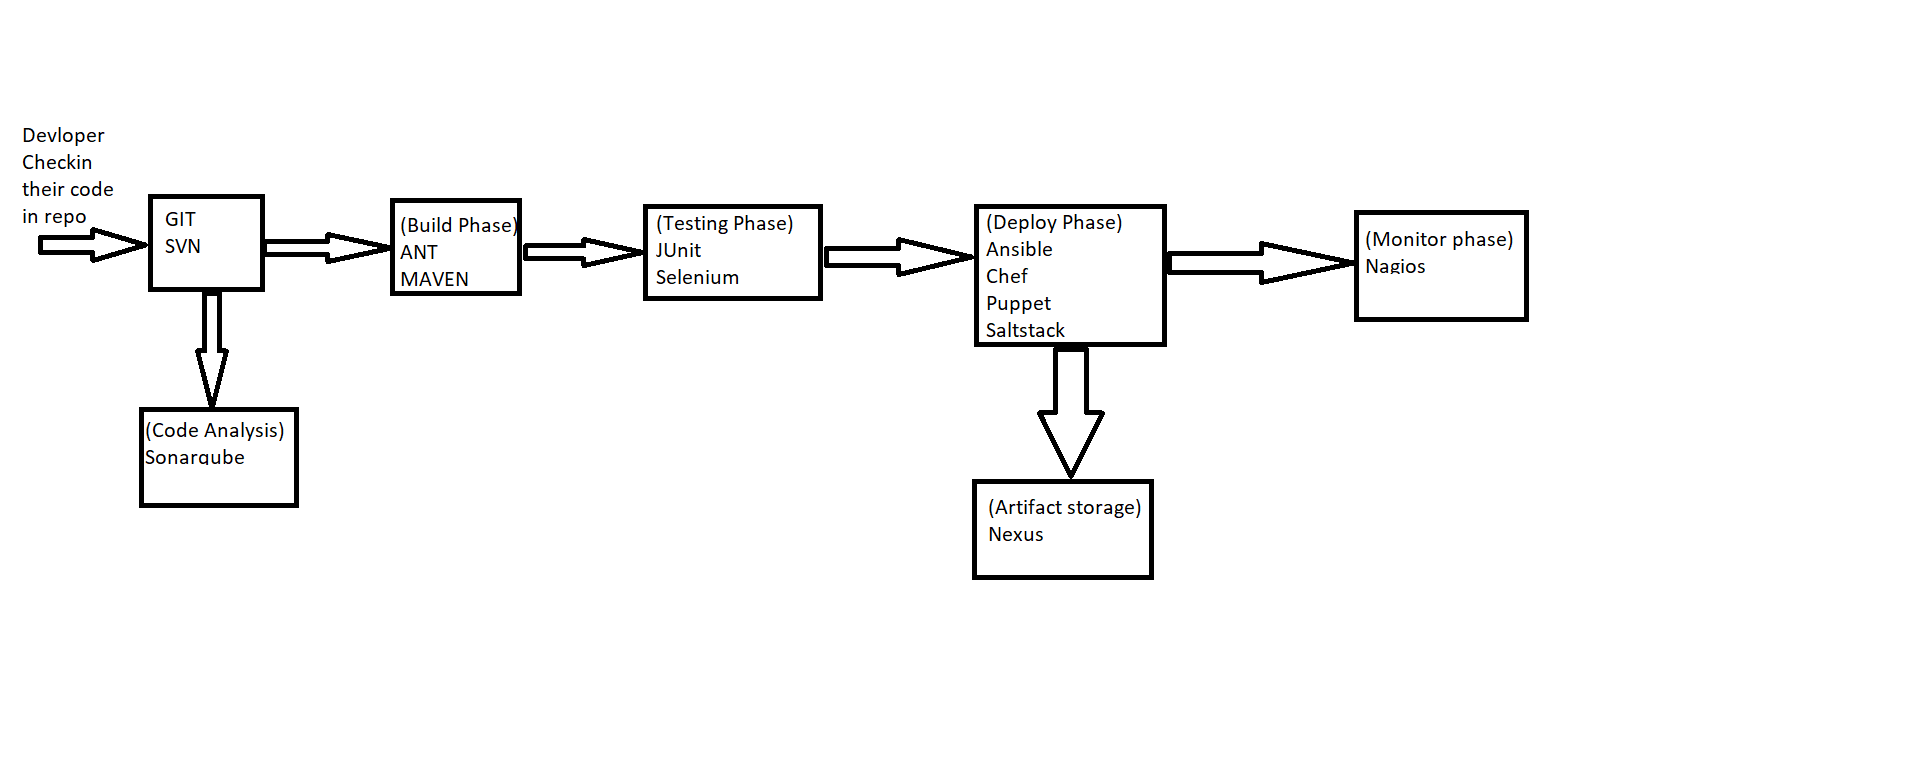 Devloper
Checkin
their code
in repo
GIT
SVN
(Build Phase)
ANT
MAVEN
(Testing Phase)
JUnit
Selenium
(Deploy Phase)
Ansible
Chef
Puppet
Saltstack
(Monitor phase)
Nagios
(Code Analysis)
Sonarqube
(Artifact storage)
Nexus